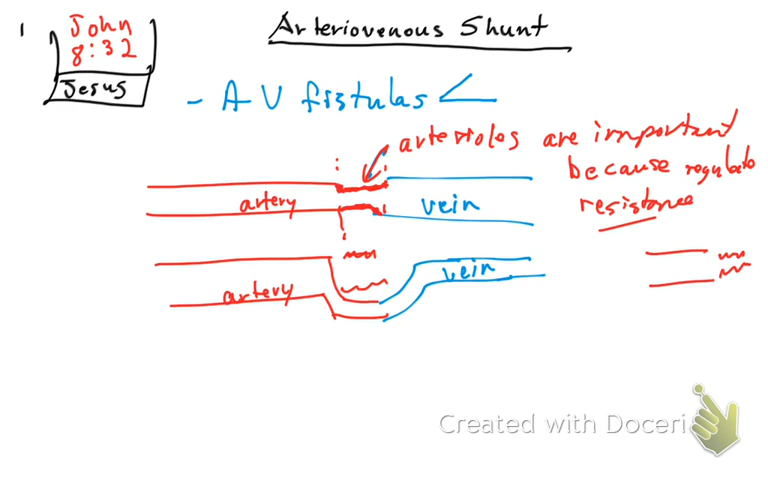 1
John
8:32
Jesus
Arteriovenous Shunt
- AV fistulas
arterioles are important
because regulate
resistance
artery
vein
artery
vein
Created with Doceri